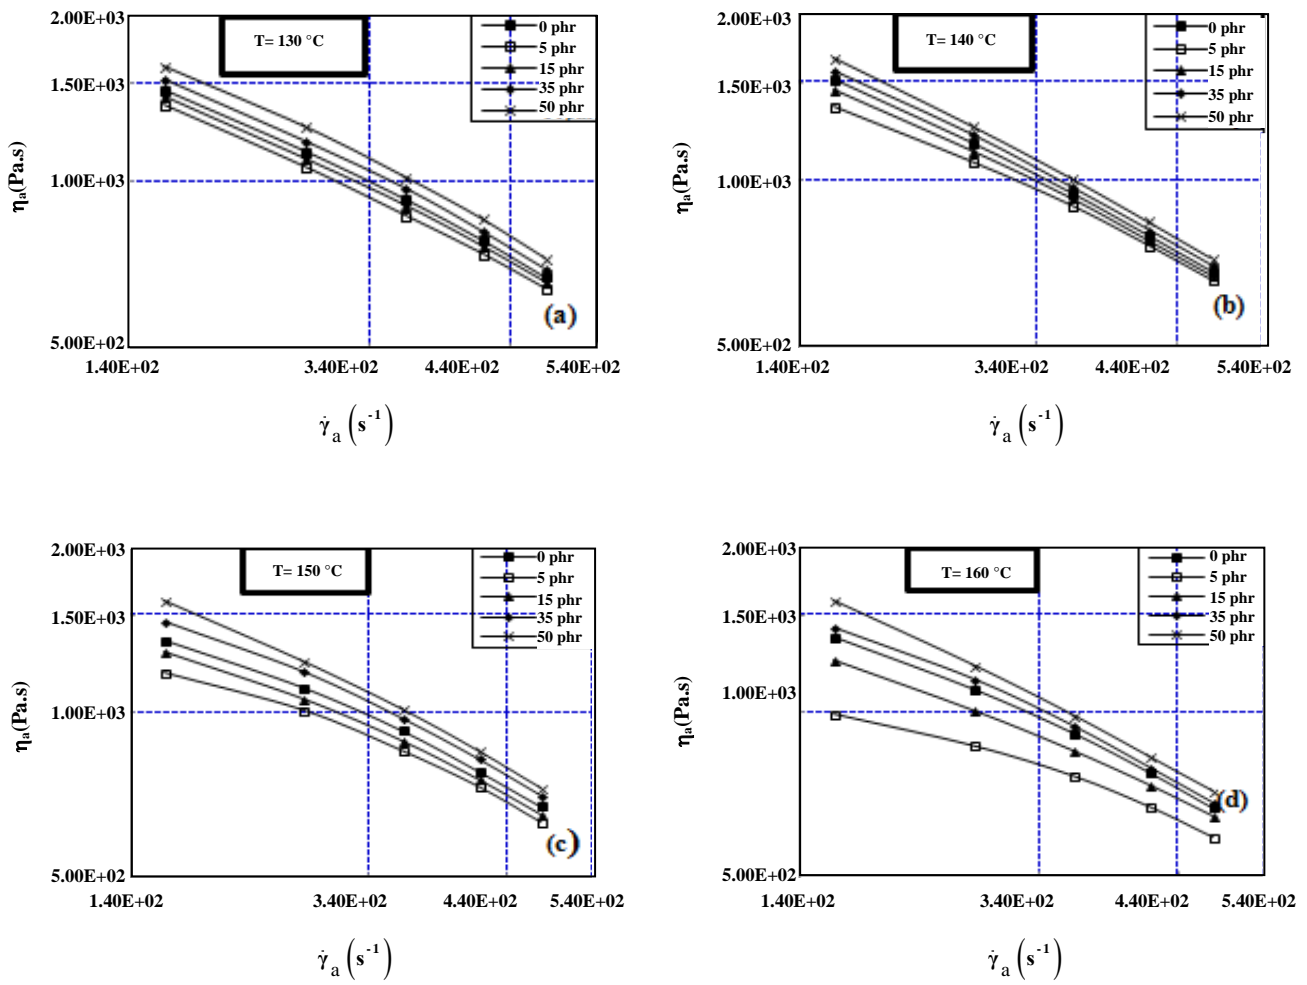 2.00E+03
1.50E+03
1.00E+03
5.00E+02
ηa(Pa.s)
T= 130 °C
0 phr
5 phr
15 phr
35 phr
50 phr
(a)
1.40E+02 3.40E+02 4.40E+02 5.40E+02
γ̇a (s-1)
2.00E+03
1.50E+03
1.00E+03
5.00E+02
ηa(Pa.s)
T= 140 °C
0 phr
5 phr
15 phr
35 phr
50 phr
(b)
1.40E+02 3.40E+02 4.40E+02 5.40E+02
γ̇a (s-1)
2.00E+03
1.50E+03
1.00E+03
5.00E+02
ηa(Pa.s)
T= 150 °C
0 phr
5 phr
15 phr
35 phr
50 phr
(c)
1.40E+02 3.40E+02 4.40E+02 5.40E+02
γ̇a (s-1)
2.00E+03
1.50E+03
1.00E+03
5.00E+02
ηa(Pa.s)
T= 160 °C
0 phr
5 phr
15 phr
35 phr
50 phr
(d)
1.40E+02 3.40E+02 4.40E+02 5.40E+02
γ̇a (s-1)